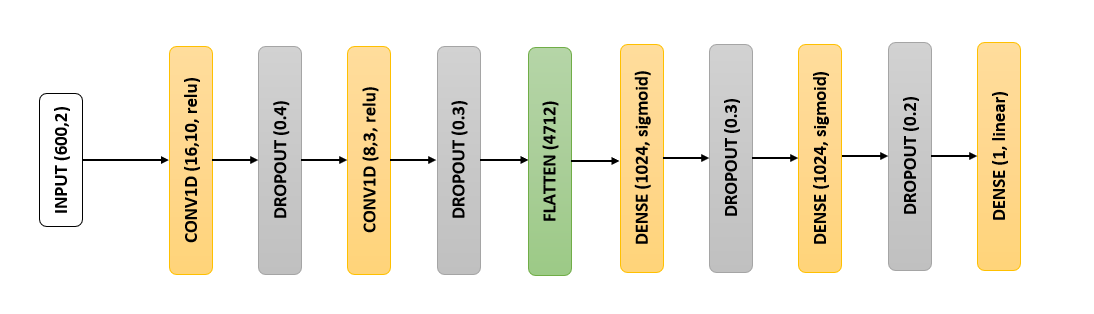 INPUT (600,2)
CONV1D (16,10, relu)
DROPOUT (0.4)
CONV1D (8,3, relu)
DROPOUT (0.3)
FLATTEN (4712)
DENSE (1024, sigmoid)
DROPOUT (0.3)
DENSE (1024, sigmoid)
DROPOUT (0.2)
DENSE (1, linear)